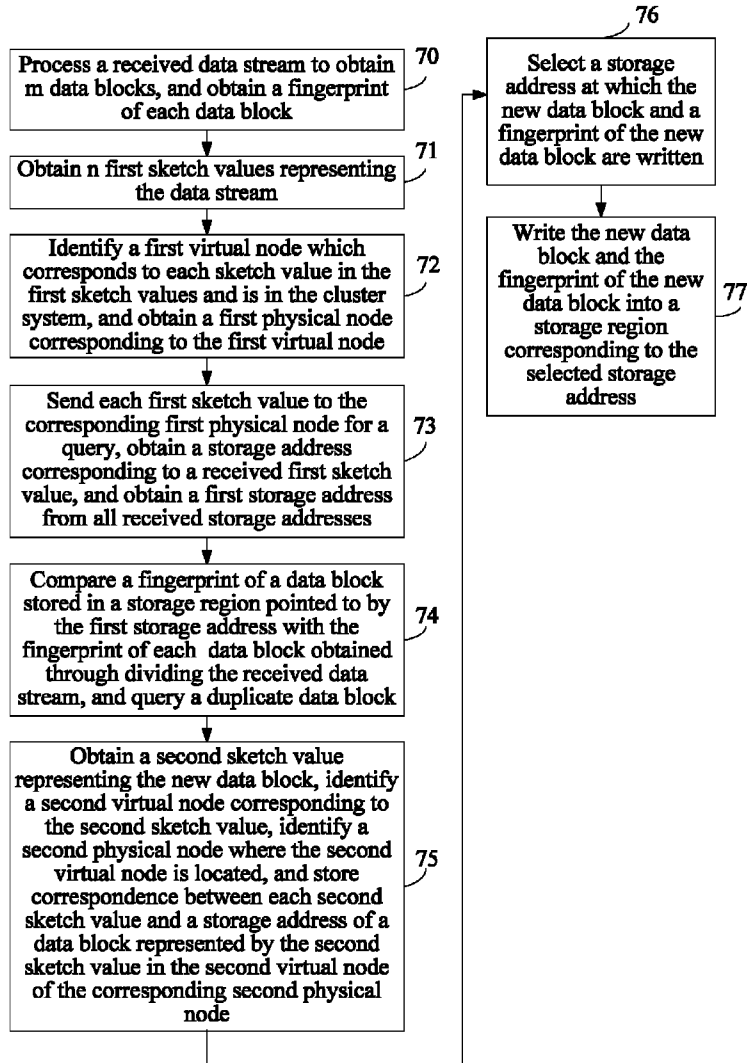 Process a received data stream to obtain
m data blocks, and obtain a fingerprint
of each data block
70
Obtain n first sketch values representing
the data stream
71
Identify a first virtual node which
corresponds to each sketch value in the
first sketch values and is in the cluster
system, and obtain a first physical node
corresponding to the first virtual node
72
Send each first sketch value to the
corresponding first physical node for a
query, obtain a storage address
corresponding to a received first sketch
value, and obtain a first storage address
from all received storage addresses
73
Compare a fingerprint of a data block
stored in a storage region pointed to by
the first storage address with the
fingerprint of each data block obtained
through dividing the received data
stream, and query a duplicate data block
74
Obtain a second sketch value
representing the new data block, identify
a second virtual node corresponding to
the second sketch value, identify a
second physical node where the second
virtual node is located, and store
correspondence between each second
sketch value and a storage address of a
data block represented by the second
sketch value in the second virtual node
of the corresponding second physical
node
75
76
Select a storage
address at which the
new data block and a
fingerprint of the new
data block are written
Write the new data
block and the
fingerprint of the new
data block into a
storage region
corresponding to the
selected storage
address
77